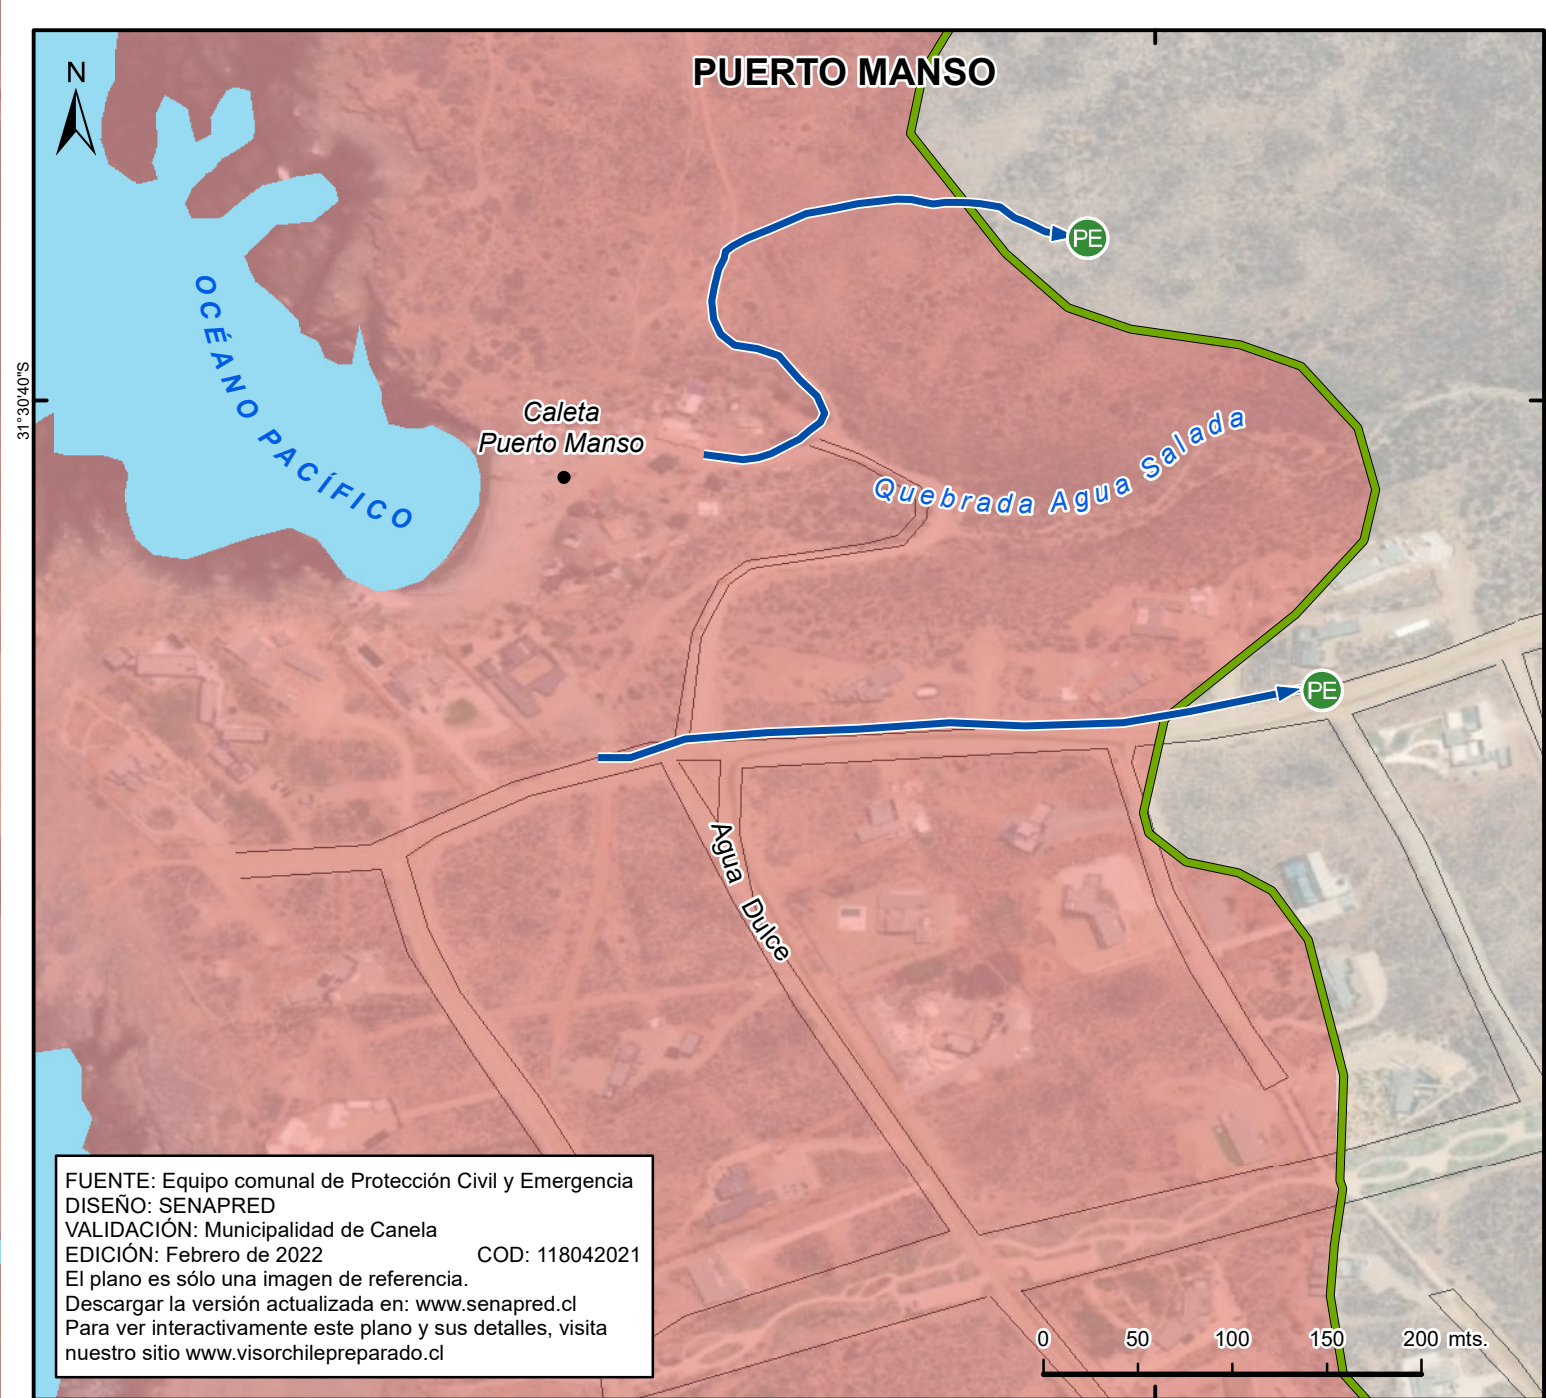 PUERTO MANSO
N
PE
OCÉANO PACÍFICO
31°30'40"S
Caleta
Puerto Manso
Quebrada Agua Salada
PE
Agua Dulce
FUENTE: Equipo comunal de Protección Civil y Emergencia
DISEÑO: SENAPRED
VALIDACIÓN: Municipalidad de Canela
EDICIÓN: Febrero de 2022 COD: 118042021
El plano es sólo una imagen de referencia.
Descargar la versión actualizada en: www.senapred.cl
Para ver interactivamente este plano y sus detalles, visita
nuestro sitio www.visorchilepreparado.cl
0 50 100 150 200 mts.